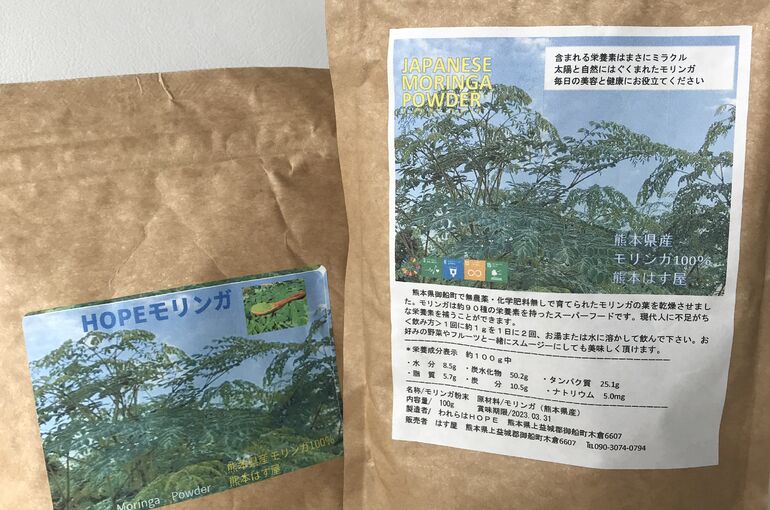 HOPEモリンガ
熊本県産 モリンガ100%
熊本はす屋
Moringa Powder
JAPANESE
MORINGA
POWDER
含まれる栄養素はまさにミラクル
太陽と自然にはぐくまれたモリンガ
毎日の美容と健康にお役立てください
熊本県産
モリンガ100%
熊本はす屋
熊本県御船町で無農薬・化学肥料無しで育てられたモリンガの葉を乾燥させまし
た。モリンガは約90種の栄養素を持ったスーパーフードです。現代人に不足がち
な栄養素を補うことができます。
<飲み方>1回に約1gを1日に2回、お湯または水に溶かして飲んで下さい。お
好みの野菜やフルーツと一緒にスムージーにしても美味しく頂けます。
*栄養成分表示 約100g中
・水 分 8.5g ・炭水化物 50.2g ・タンパク質 25.1g
・脂 質 5.7g ・炭 分 10.5g ・ナトリウム 5.0mg
名称/モリンガ粉末 原材料/モリンガ(熊本県産)
内容量/ 100g 賞味期限/2023.03.31
製造者/ われらはHOPE 熊本県上益城郡御船町木倉6607
販売者 はす屋 熊本県上益城郡御船町木倉6607
TEL090-3074-0794